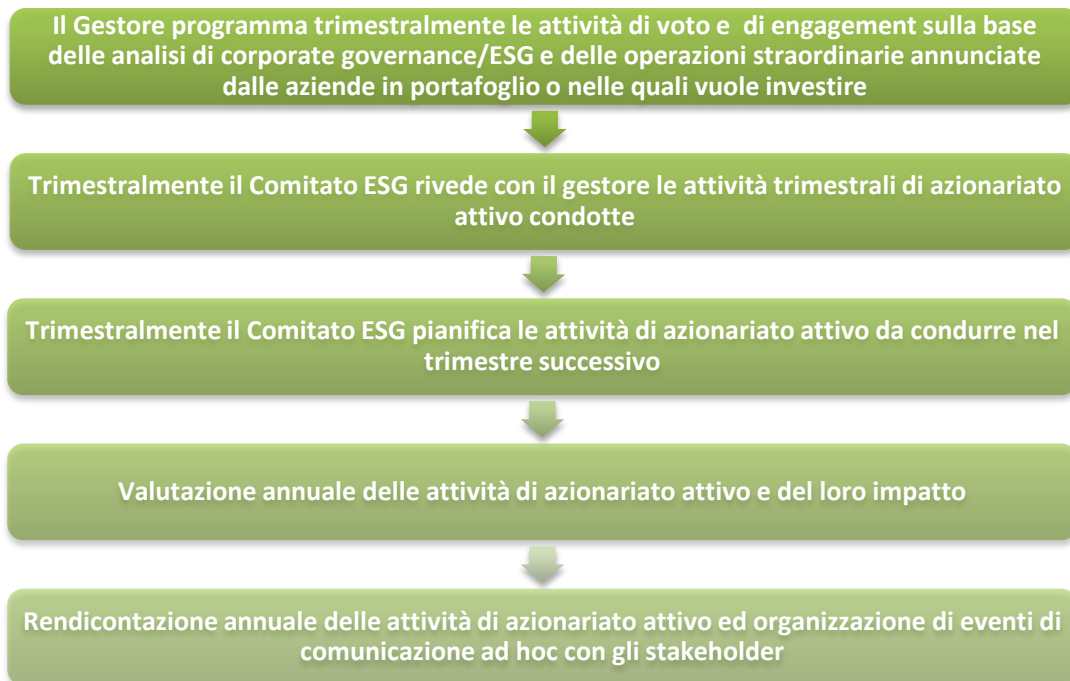 Il Gestore programma trimestralmente le attività di voto e di engagement sulla base
delle analisi di corporate governance/ESG e delle operazioni straordinarie annunciate
dalle aziende in portafoglio o nelle quali vuole investire
Trimestralmente il Comitato ESG rivede con il gestore le attività trimestrali di azionariato
attivo condotte
Trimestralmente il Comitato ESG pianifica le attività di azionariato attivo da condurre nel
trimestre successivo
Valutazione annuale delle attività di azionariato attivo e del loro impatto
Rendicontazione annuale delle attività di azionariato attivo ed organizzazione di eventi di
comunicazione ad hoc con gli stakeholder